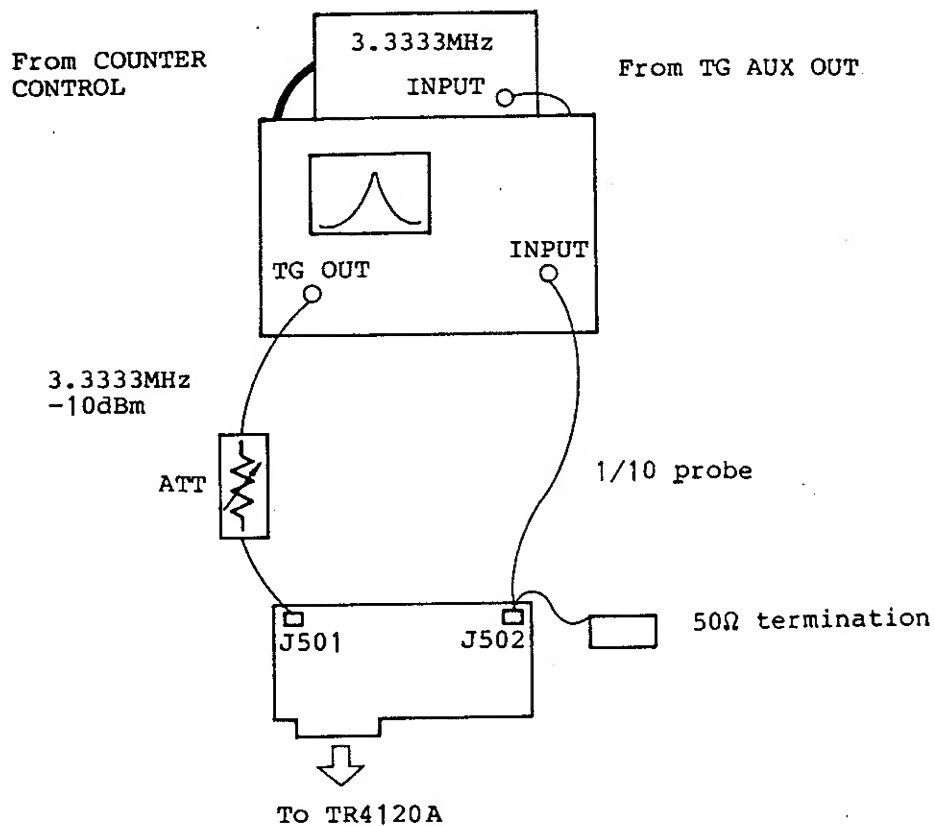 3.3333MHz
From COUNTER
CONTROL
INPUT
From TG AUX OUT
TG OUT
INPUT
3.3333MHz
-10dBm
ATT
1/10 probe
J501
J502
50Ω termination
To TR4120A